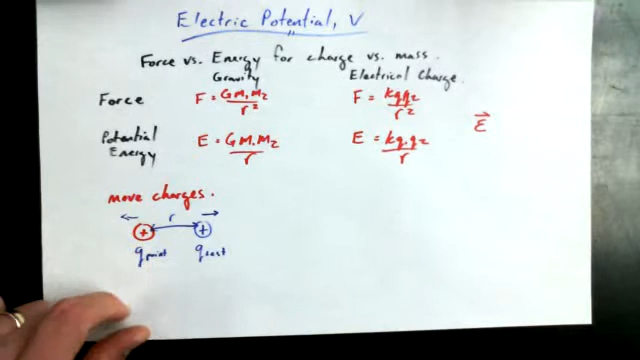 Electric Potential, V
Force vs. Energy for charge vs. mass.
Gravity Electrical Charge.
Force F = GM₁M₂/r² F = kq₁q₂/r²
Potential Energy E = GM₁M₂/r E = kq₁q₂/r
ε⃗
move charges.
← r →
+ +
q point q test